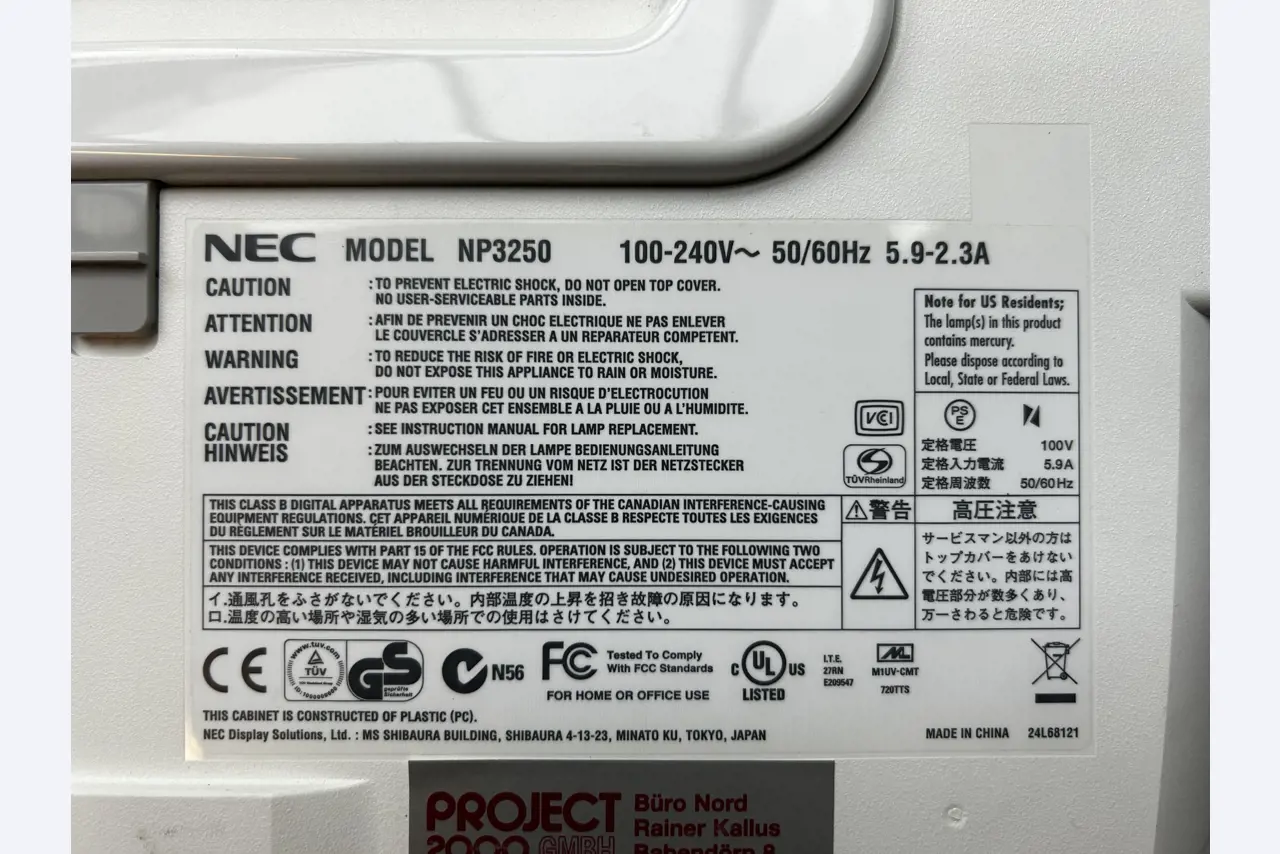 NEC MODEL NP3250 100-240V～ 50/60Hz 5.9-2.3A
CAUTION : TO PREVENT ELECTRIC SHOCK, DO NOT OPEN TOP COVER.
NO USER-SERVICEABLE PARTS INSIDE.
ATTENTION : AFIN DE PREVENIR UN CHOC ELECTRIQUE NE PAS ENLEVER
LE COUVERCLE S'ADRESSER A UN REPARATEUR COMPETENT.
WARNING : TO REDUCE THE RISK OF FIRE OR ELECTRIC SHOCK,
DO NOT EXPOSE THIS APPLIANCE TO RAIN OR MOISTURE.
AVERTISSEMENT : POUR EVITER UN FEU OU UN RISQUE D'ELECTROCUTION
NE PAS EXPOSER CET ENSEMBLE A LA PLUIE OU A L'HUMIDITE.
CAUTION : SEE INSTRUCTION MANUAL FOR LAMP REPLACEMENT.
HINWEIS : ZUM AUSWECHSELN DER LAMPE BEDIENUNGSANLEITUNG
BEACHTEN. ZUR TRENNUNG VOM NETZ IST DER NETZSTECKER
AUS DER STECKDOSE ZU ZIEHEN!
Note for US Residents;
The lamp(s) in this product
contains mercury.
Please dispose according to
Local, State or Federal Laws.
VCI
TÜVRheinland
PS
E
定格電圧 100V
定格入力電流 5.9A
定格周波数 50/60Hz
THIS CLASS B DIGITAL APPARATUS MEETS ALL REQUIREMENTS OF THE CANADIAN INTERFERENCE-CAUSING
EQUIPMENT REGULATIONS. CET APPAREIL NUMÉRIQUE DE LA CLASSE B RESPECTE TOUTES LES EXIGENCES
DU RÈGLEMENT SUR LE MATÉRIEL BROUILLEUR DU CANADA.
THIS DEVICE COMPLIES WITH PART 15 OF THE FCC RULES. OPERATION IS SUBJECT TO THE FOLLOWING TWO
CONDITIONS : (1) THIS DEVICE MAY NOT CAUSE HARMFUL INTERFERENCE, AND (2) THIS DEVICE MUST ACCEPT
ANY INTERFERENCE RECEIVED, INCLUDING INTERFERENCE THAT MAY CAUSE UNDESIRED OPERATION.
イ.通風孔をふさがないでください。内部温度の上昇を招き故障の原因になります。
ロ.温度の高い場所や湿気の多い場所での使用はさけてください。
警告 高圧注意
サービスマン以外の方は
トップカバーをあけない
でください。内部には高
電圧部分が数多くあり、
万一さわると危険です。
CE
www.tuv.com
TÜV
GS
geprüfte
Sicherheit
N56
FC
Tested To Comply
With FCC Standards
FOR HOME OR OFFICE USE
C UL US
LISTED
I.T.E.
27RN
E209547
ML
M1UV-CMT
720TTS
THIS CABINET IS CONSTRUCTED OF PLASTIC (PC).
NEC Display Solutions, Ltd. : MS SHIBAURA BUILDING, SHIBAURA 4-13-23, MINATO KU, TOKYO, JAPAN
MADE IN CHINA 24L68121
PROJECT
2000 GMBH
Büro Nord
Rainer Kallus
Rabendörp 8